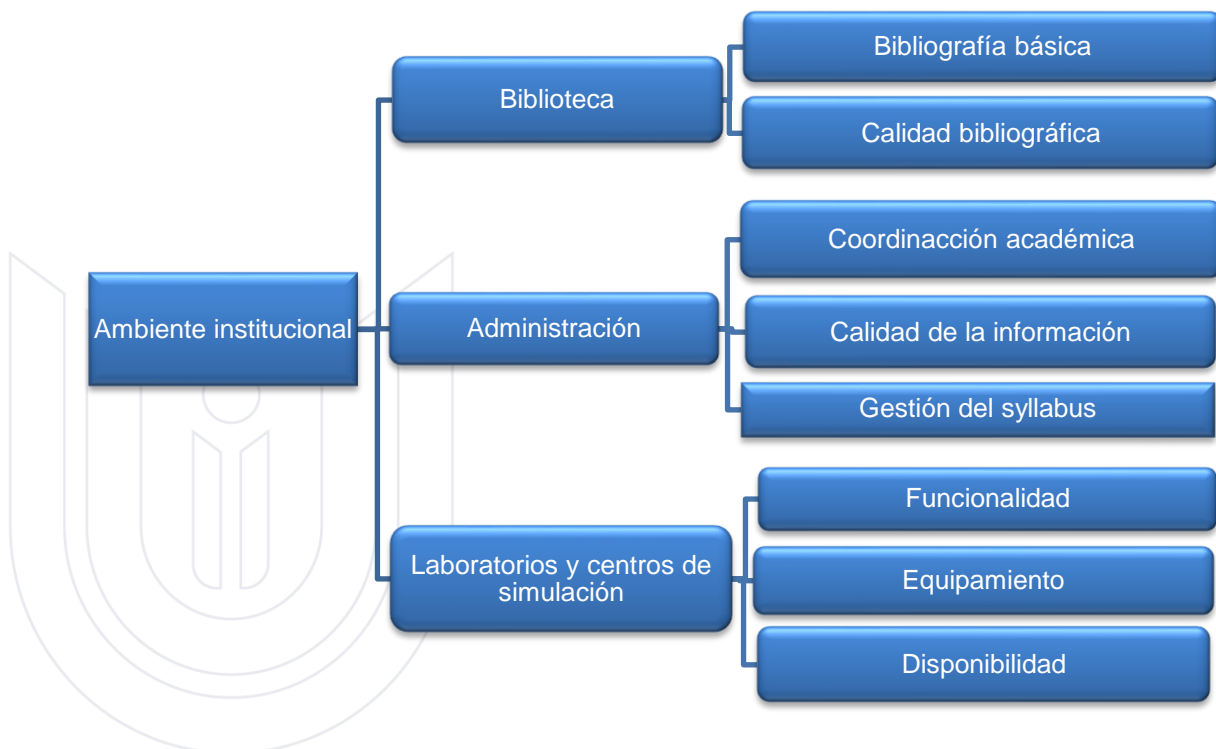 Ambiente institucional
Biblioteca
Bibliografía básica
Calidad bibliográfica
Administración
Coordinacción académica
Calidad de la información
Gestión del syllabus
Laboratorios y centros de
simulación
Funcionalidad
Equipamiento
Disponibilidad